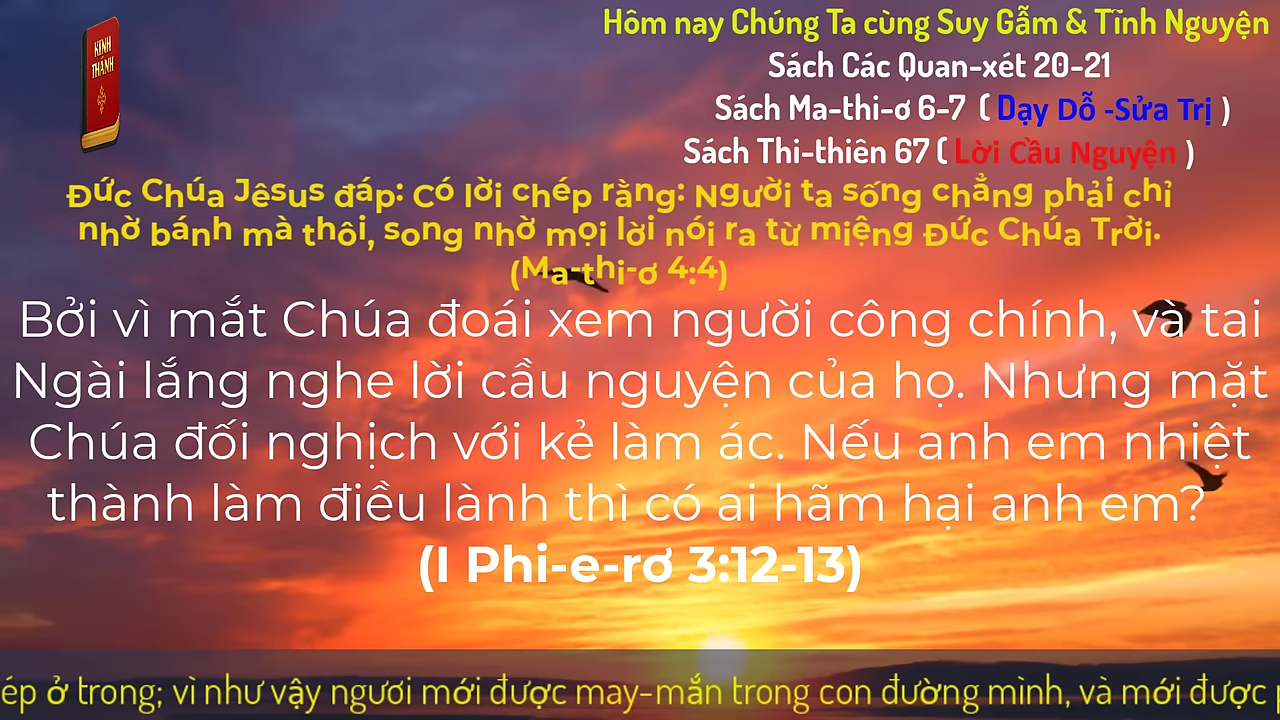 KINH
THÁNH
Hôm nay Chúng Ta cùng Suy Gẫm & Tĩnh Nguyện
Sách Các Quan-xét 20-21
Sách Ma-thi-ơ 6-7 ( Dạy Dỗ -Sửa Trị )
Sách Thi-thiên 67 ( Lời Cầu Nguyện )
Đức Chúa Jêsus đáp: Có lời chép rằng: Người ta sống chẳng phải chỉ
nhờ bánh mà thôi, song nhờ mọi lời nói ra từ miệng Đức Chúa Trời.
(Ma-thi-ơ 4:4)
Bởi vì mắt Chúa đoái xem người công chính, và tai
Ngài lắng nghe lời cầu nguyện của họ. Nhưng mặt
Chúa đối nghịch với kẻ làm ác. Nếu anh em nhiệt
thành làm điều lành thì có ai hãm hại anh em?
(I Phi-e-rơ 3:12-13)
ép ở trong; vì như vậy ngươi mới được may-mắn trong con đường mình, và mới được